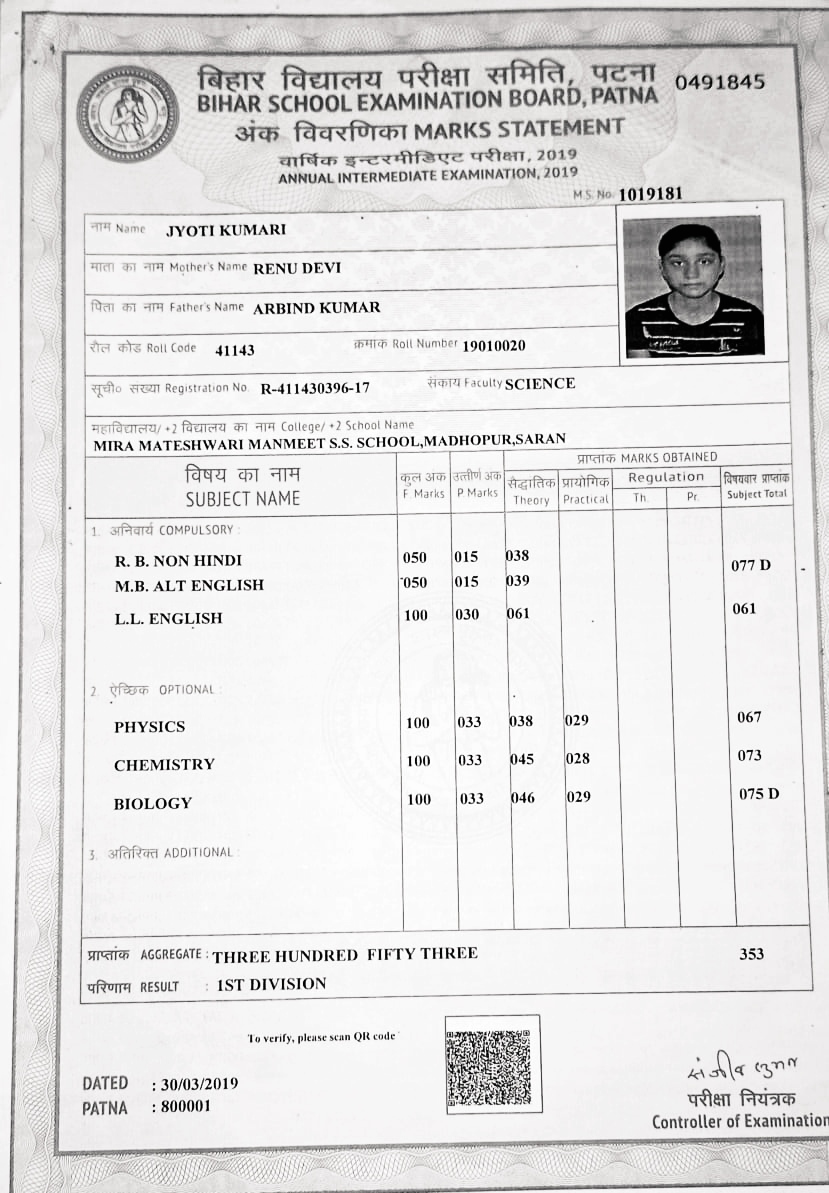 बिहार विद्यालय परीक्षा समिति, पटना 0491845
BIHAR SCHOOL EXAMINATION BOARD, PATNA
अंक विवरणिका MARKS STATEMENT
वार्षिक इन्टरमीडिएट परीक्षा, 2019
ANNUAL INTERMEDIATE EXAMINATION, 2019
M.S. No. 1019181
नाम Name JYOTI KUMARI
माता का नाम Mother's Name RENU DEVI
पिता का नाम Father's Name ARBIND KUMAR
रौल कोड Roll Code 41143 क्रमांक Roll Number 19010020
सूची० संख्या Registration No. R-411430396-17 संकाय Faculty SCIENCE
महाविद्यालय/ +2 विद्यालय का नाम College/ +2 School Name
MIRA MATESHWARI MANMEET S.S. SCHOOL,MADHOPUR,SARAN
प्राप्तांक MARKS OBTAINED
विषय का नाम कुल अंक उत्तीर्ण अंक सैद्धांतिक प्रायोगिक Regulation विषयवार प्राप्तांक
SUBJECT NAME F. Marks P. Marks Theory Practical Th. Pr. Subject Total
1. अनिवार्य COMPULSORY :
R. B. NON HINDI 050 015 038
077 D
M.B. ALT ENGLISH 050 015 039
L.L. ENGLISH 100 030 061 061
2. ऐच्छिक OPTIONAL :
PHYSICS 100 033 038 029 067
CHEMISTRY 100 033 045 028 073
BIOLOGY 100 033 046 029 075 D
3. अतिरिक्त ADDITIONAL :
प्राप्तांक AGGREGATE : THREE HUNDRED FIFTY THREE 353
परिणाम RESULT : 1ST DIVISION
To verify, please scan QR code
DATED : 30/03/2019
PATNA : 800001
परीक्षा नियंत्रक
Controller of Examination